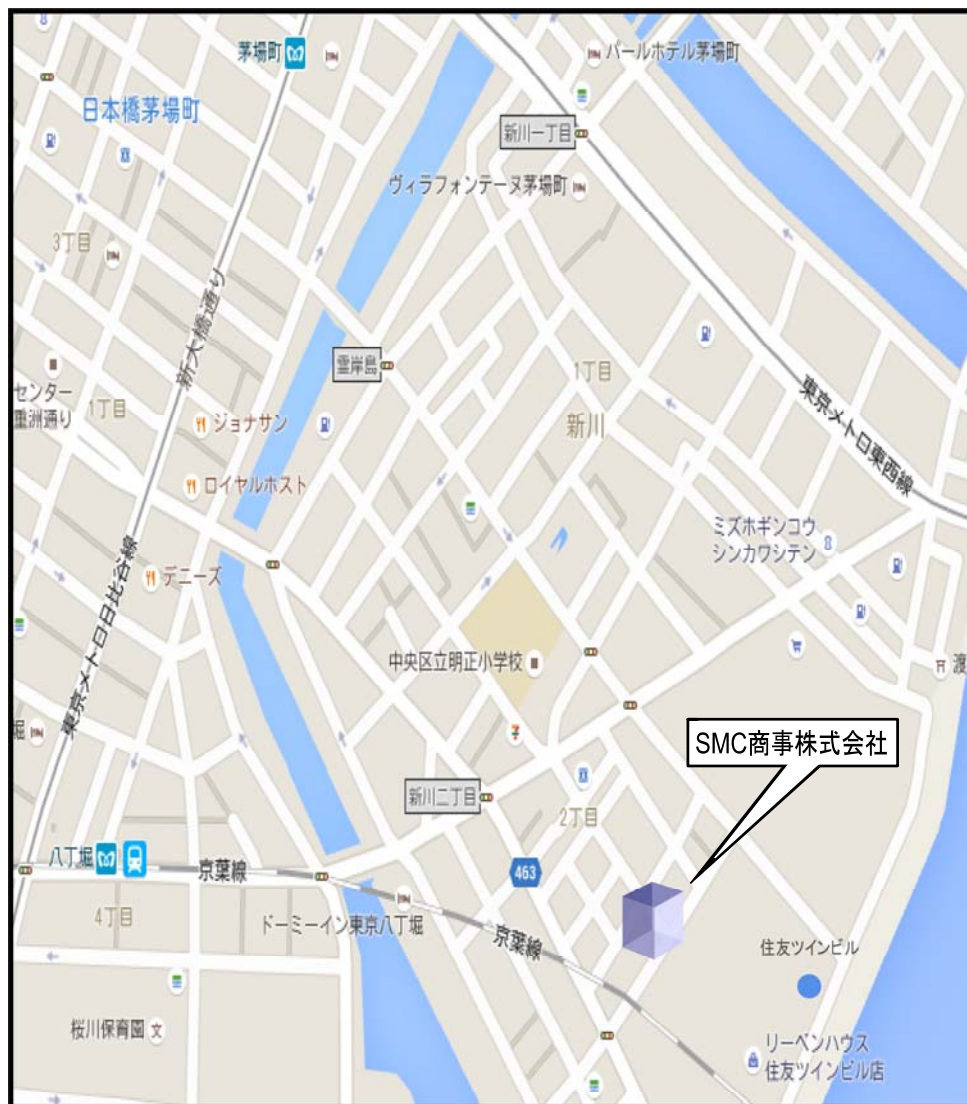 茅場町
パールホテル茅場町
日本橋茅場町
新川一丁目
ヴィラフォンテーヌ茅場町
3丁目
新大橋通り
霊岸島
1丁目
センター
重洲通り
1丁目
ジョナサン
新川
東京メトロ東西線
ロイヤルホスト
ミズホギンコウ
シンカワシテン
デニーズ
東京メトロ日比谷線
中央区立明正小学校
渡
堀
SMC商事株式会社
新川二丁目
2丁目
八丁堀
京葉線
463
4丁目
ドーミーイン東京八丁堀
京葉線
住友ツインビル
桜川保育園
文
リーベンハウス
住友ツインビル店